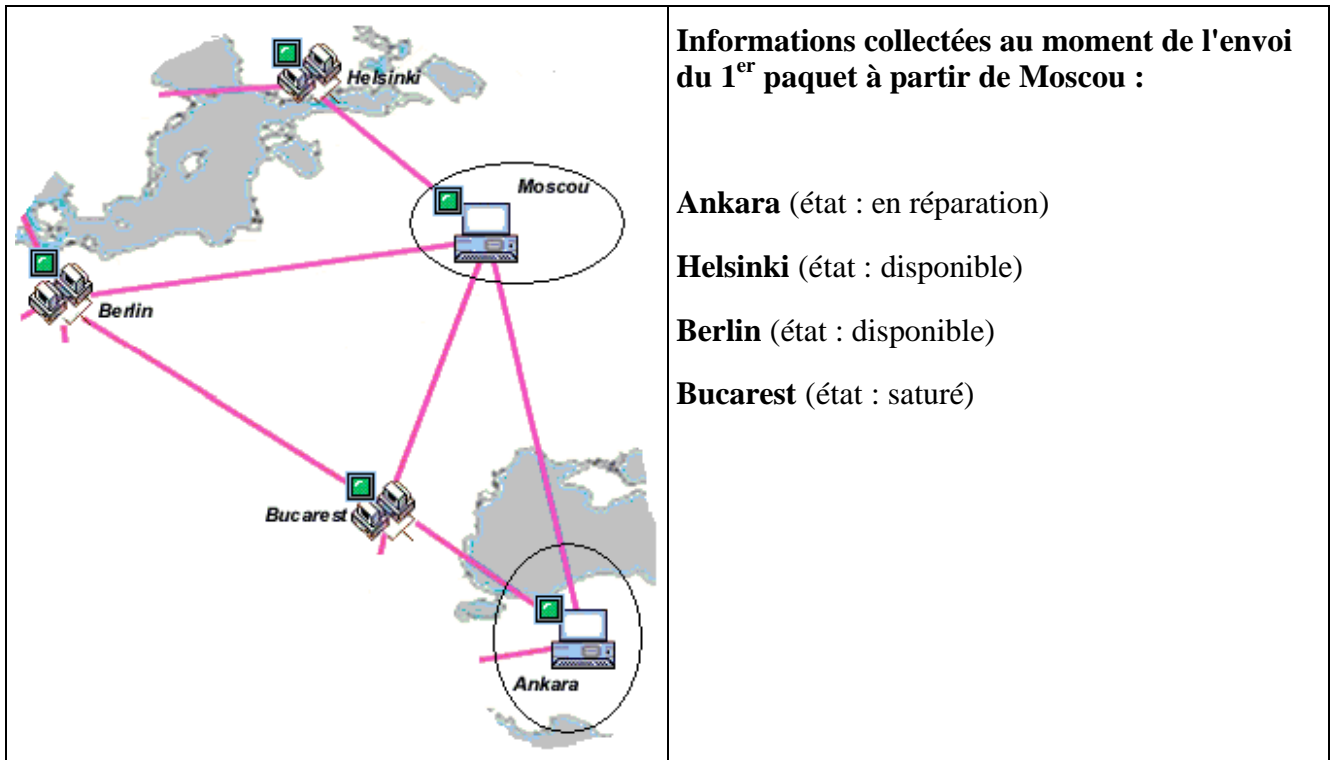 Helsinki
Moscou
Berlin
Bucarest
Ankara
Informations collectées au moment de l'envoi
du 1er paquet à partir de Moscou :
Ankara (état : en réparation)
Helsinki (état : disponible)
Berlin (état : disponible)
Bucarest (état : saturé)